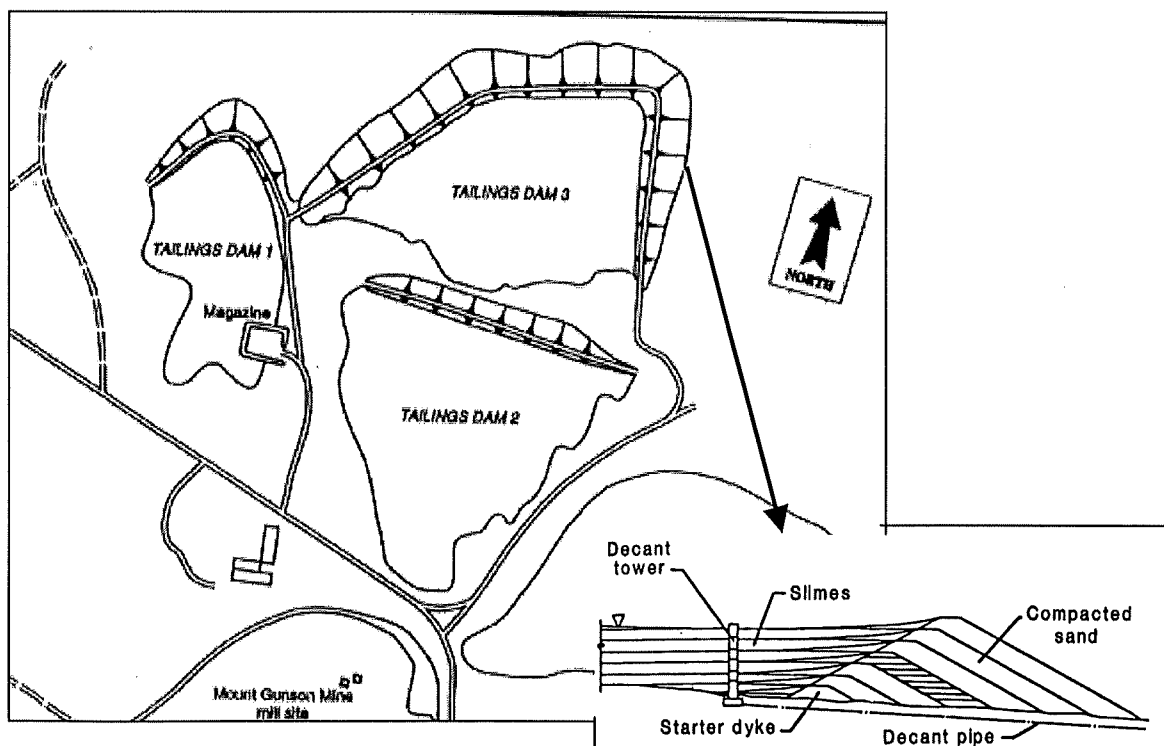 TAILINGS DAM 3
TAILINGS DAM 1
NORTH
Magazine
TAILINGS DAM 2
Decant
tower
Slimes
Compacted
sand
Mount Gunson Mine
mill site
Starter dyke
Decant pipe